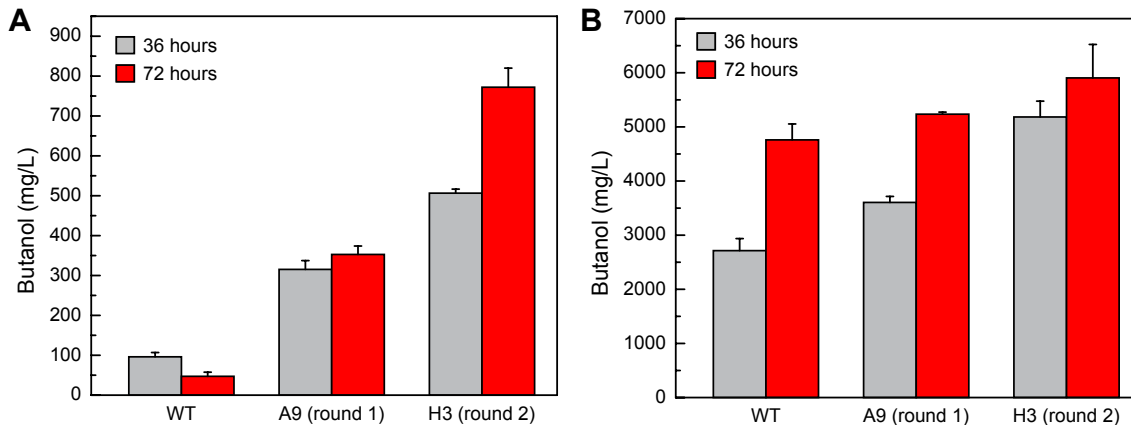 A
Butanol (mg/L)
900
800
700
600
500
400
300
200
100
0
36 hours
72 hours
WT
A9 (round 1)
H3 (round 2)
B
Butanol (mg/L)
7000
6000
5000
4000
3000
2000
1000
0
36 hours
72 hours
WT
A9 (round 1)
H3 (round 2)